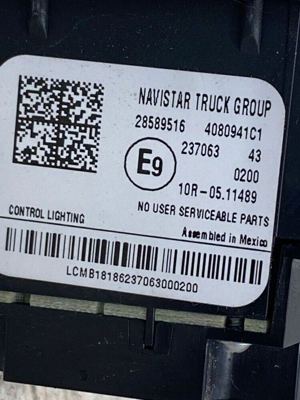 NAVISTAR TRUCK GROUP
28589516 4080941C1
237063 43
E9 0200
10R-05.11489
NO USER SERVICEABLE PARTS
CONTROL LIGHTING
Assembled in Mexico
LCMB18186237063000200